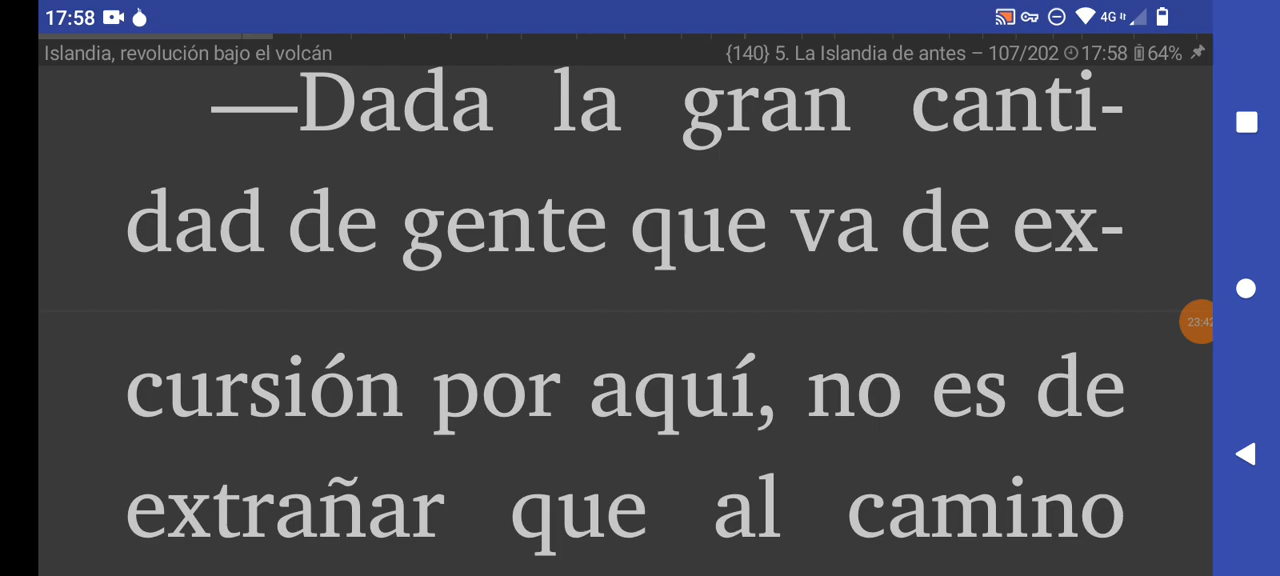 17:58 4G
Islandia, revolución bajo el volcán {140} 5. La Islandia de antes – 107/202 17:58 64%
—Dada la gran canti-
dad de gente que va de ex-
cursión por aquí, no es de
extrañar que al camino
23:42